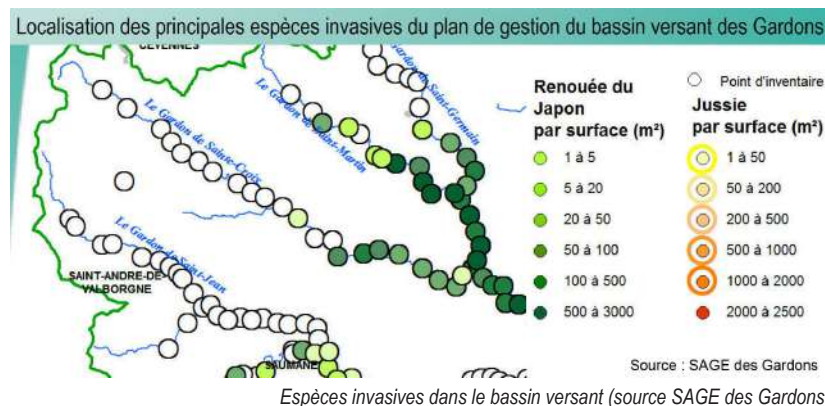 Localisation des principales espèces invasives du plan de gestion du bassin versant des Gardons
CEVENNES
Le Gardon de Sainte-Croix
Le Gardon de Saint-Martin
Gardon de Saint-Germain
Le Gardon de Saint-Jean
SAINT-ANDRE-DE-
VALBORGNE
SAUMANE
Renouée du
Japon
par surface (m²)
1 à 5
5 à 20
20 à 50
50 à 100
100 à 500
500 à 3000
Point d'inventaire
Jussie
par surface (m²)
1 à 50
50 à 200
200 à 500
500 à 1000
1000 à 2000
2000 à 2500
Source : SAGE des Gardons
Espèces invasives dans le bassin versant (source SAGE des Gardons